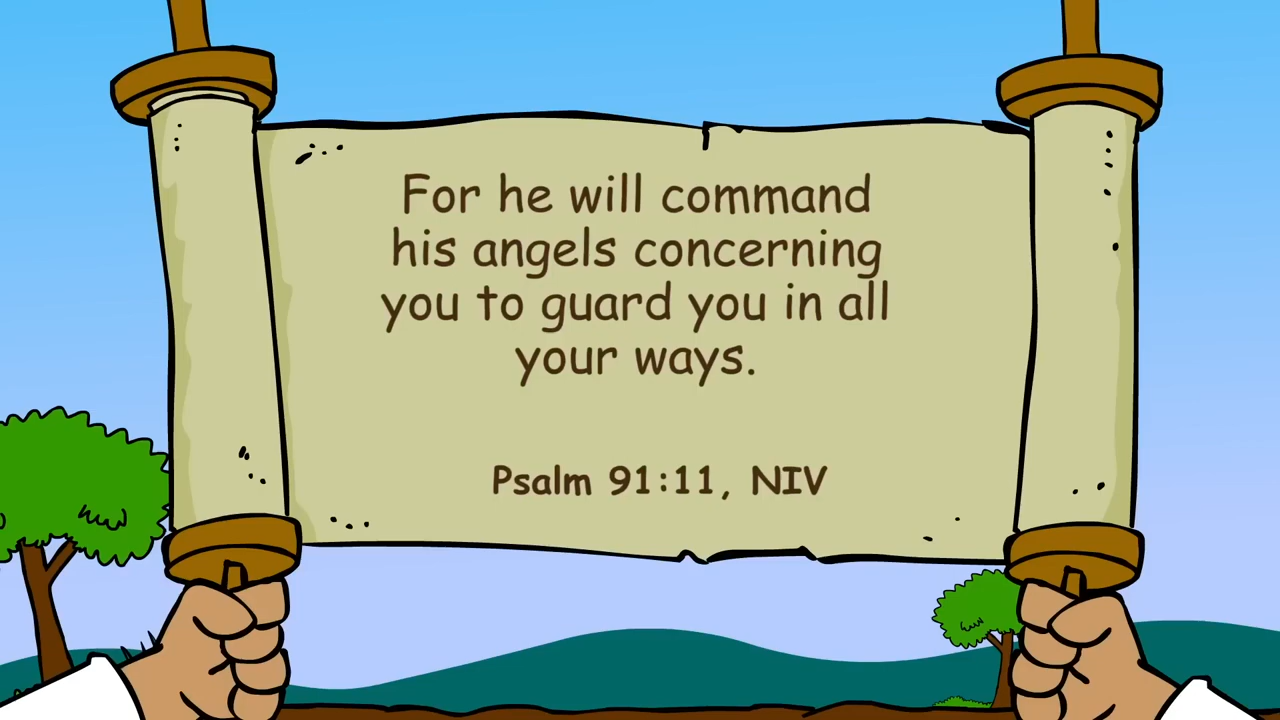 For he will command
his angels concerning
you to guard you in all
your ways.
Psalm 91:11, NIV